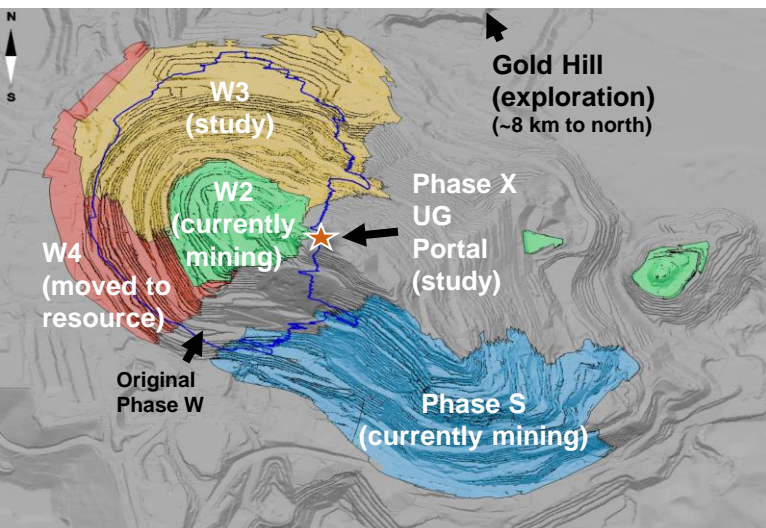 N
S
Gold Hill
(exploration)
(~8 km to north)
W3
(study)
W2
(currently
mining)
Phase X
UG
Portal
(study)
W4
(moved to
resource)
Original
Phase W
Phase S
(currently mining)